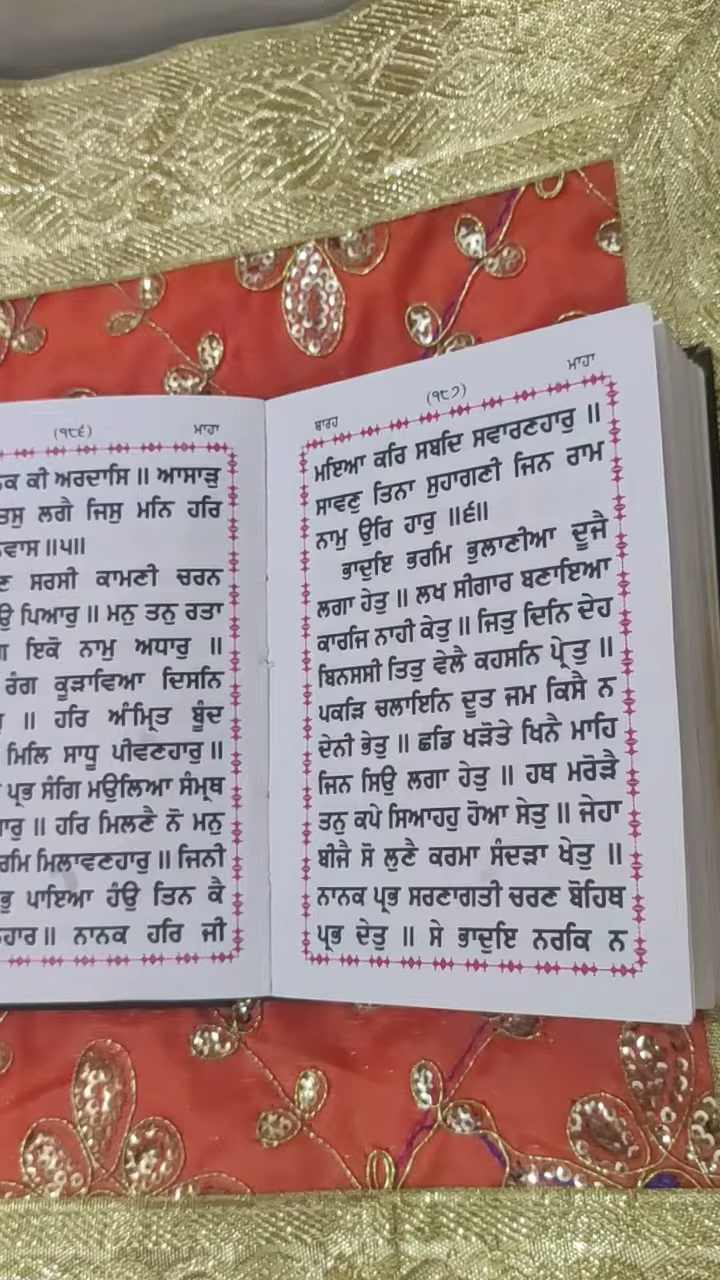 (੧੮੬) ਮਾਹਾ
ਕੀ ਅਰਦਾਸਿ ॥ ਆਸਾੜੁ
ਲਗੈ ਜਿਸੁ ਮਨਿ ਹਰਿ
॥੫॥
ਸਰਸੀ ਕਾਮਣੀ ਚਰਨ
ਪਿਆਰੁ ॥ ਮਨੁ ਤਨੁ ਰਤਾ
ਇਕੋ ਨਾਮੁ ਅਧਾਰੁ ॥
ਰੰਗ ਕੂੜਾਵਿਆ ਦਿਸਨਿ
॥ ਹਰਿ ਅੰਮ੍ਰਿਤ ਬੂੰਦ
ਮਿਲਿ ਸਾਧੂ ਪੀਵਣਹਾਰੁ ॥
ਪ੍ਰਭ ਸੰਗਿ ਮਉਲਿਆ ਸੰਮ੍ਰਥ
॥ ਹਰਿ ਮਿਲਣੈ ਨੋ ਮਨੁ
ਮਿਲਾਵਣਹਾਰੁ ॥ ਜਿਨੀ
ਪਾਇਆ ਹੰਉ ਤਿਨ ਕੈ
॥ ਨਾਨਕ ਹਰਿ ਜੀ
ਬਾਰਹ (੧੮੭) ਮਾਹਾ
ਮਇਆ ਕਰਿ ਸਬਦਿ ਸਵਾਰਣਹਾਰੁ ॥
ਸਾਵਣੁ ਤਿਨਾ ਸੁਹਾਗਣੀ ਜਿਨ ਰਾਮ
ਨਾਮੁ ਉਰਿ ਹਾਰੁ ॥੬॥
ਭਾਦੁਇ ਭਰਮਿ ਭੁਲਾਣੀਆ ਦੂਜੈ
ਲਗਾ ਹੇਤੁ ॥ ਲਖ ਸੀਗਾਰ ਬਣਾਇਆ
ਕਾਰਜਿ ਨਾਹੀ ਕੇਤੁ ॥ ਜਿਤੁ ਦਿਨਿ ਦੇਹ
ਬਿਨਸਸੀ ਤਿਤੁ ਵੇਲੈ ਕਹਸਨਿ ਪ੍ਰੇਤੁ ॥
ਪਕੜਿ ਚਲਾਇਨਿ ਦੂਤ ਜਮ ਕਿਸੈ ਨ
ਦੇਨੀ ਭੇਤੁ ॥ ਛਡਿ ਖੜੋਤੇ ਖਿਨੈ ਮਾਹਿ
ਜਿਨ ਸਿਉ ਲਗਾ ਹੇਤੁ ॥ ਹਥ ਮਰੋੜੈ
ਤਨੁ ਕਪੇ ਸਿਆਹਹੁ ਹੋਆ ਸੇਤੁ ॥ ਜੇਹਾ
ਬੀਜੈ ਸੋ ਲੁਣੈ ਕਰਮਾ ਸੰਦੜਾ ਖੇਤੁ ॥
ਨਾਨਕ ਪ੍ਰਭ ਸਰਣਾਗਤੀ ਚਰਣ ਬੋਹਿਥ
ਪ੍ਰਭ ਦੇਤੁ ॥ ਸੇ ਭਾਦੁਇ ਨਰਕਿ ਨ